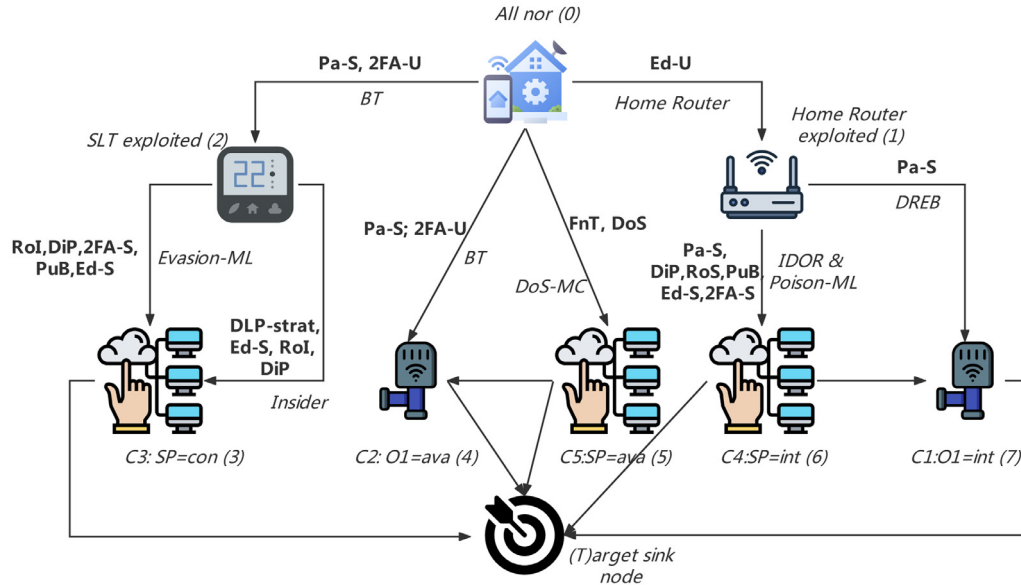 All nor (0)
Pa-S, 2FA-U
BT
Ed-U
Home Router
SLT exploited (2)
Home Router
exploited (1)
22
Pa-S
DREB
RoI,DiP,2FA-S,
PuB,Ed-S
Evasion-ML
Pa-S; 2FA-U
BT
FnT, DoS
DoS-MC
Pa-S,
DiP,RoS,PuB,
Ed-S,2FA-S
IDOR &
Poison-ML
DLP-strat,
Ed-S, RoI,
DiP
Insider
C3: SP=con (3)
C2: O1=ava (4)
C5:SP=ava (5)
C4:SP=int (6)
C1:O1=int (7)
(T)arget sink
node